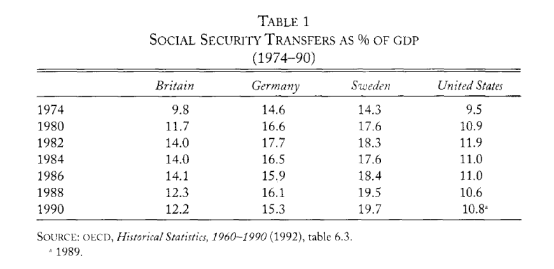 TABLE 1
SOCIAL SECURITY TRANSFERS AS % OF GDP
(1974–90)
Britain Germany Sweden United States
1974 9.8 14.6 14.3 9.5
1980 11.7 16.6 17.6 10.9
1982 14.0 17.7 18.3 11.9
1984 14.0 16.5 17.6 11.0
1986 14.1 15.9 18.4 11.0
1988 12.3 16.1 19.5 10.6
1990 12.2 15.3 19.7 10.8ᵃ
SOURCE: OECD, Historical Statistics, 1960–1990 (1992), table 6.3.
ᵃ 1989.